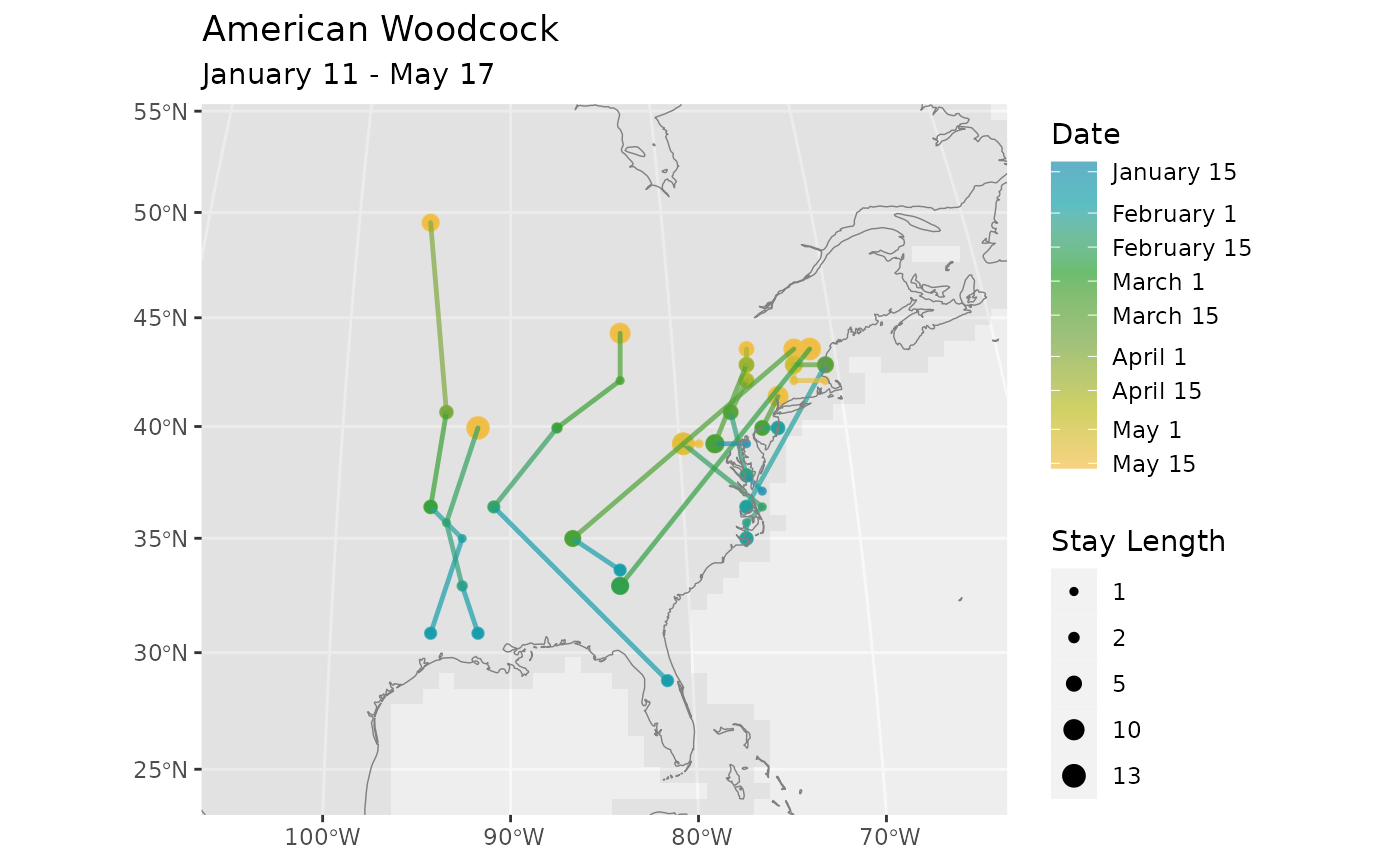 American Woodcock
January 11 - May 17
55°N
50°N
45°N
40°N
35°N
30°N
25°N
100°W
90°W
80°W
70°W
Date
January 15
February 1
February 15
March 1
March 15
April 1
April 15
May 1
May 15
Stay Length
1
2
5
10
13